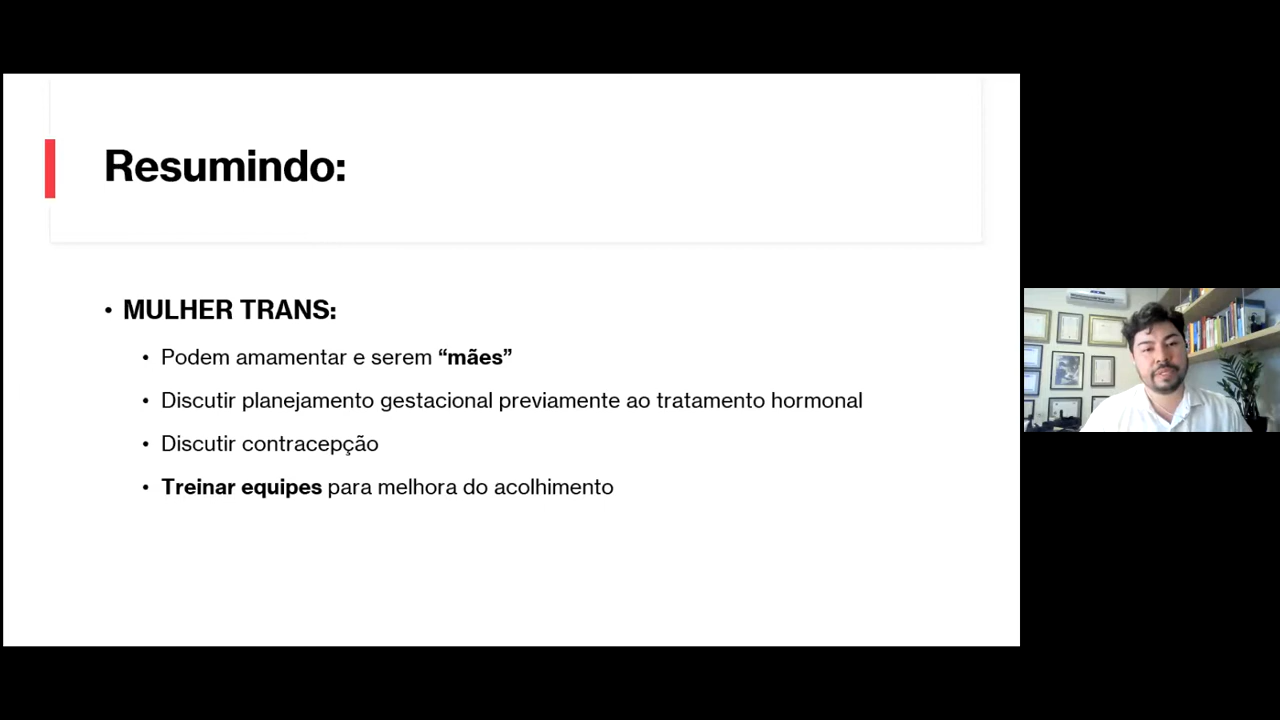 Resumindo:
• MULHER TRANS:
• Podem amamentar e serem “mães”
• Discutir planejamento gestacional previamente ao tratamento hormonal
• Discutir contracepção
• Treinar equipes para melhora do acolhimento